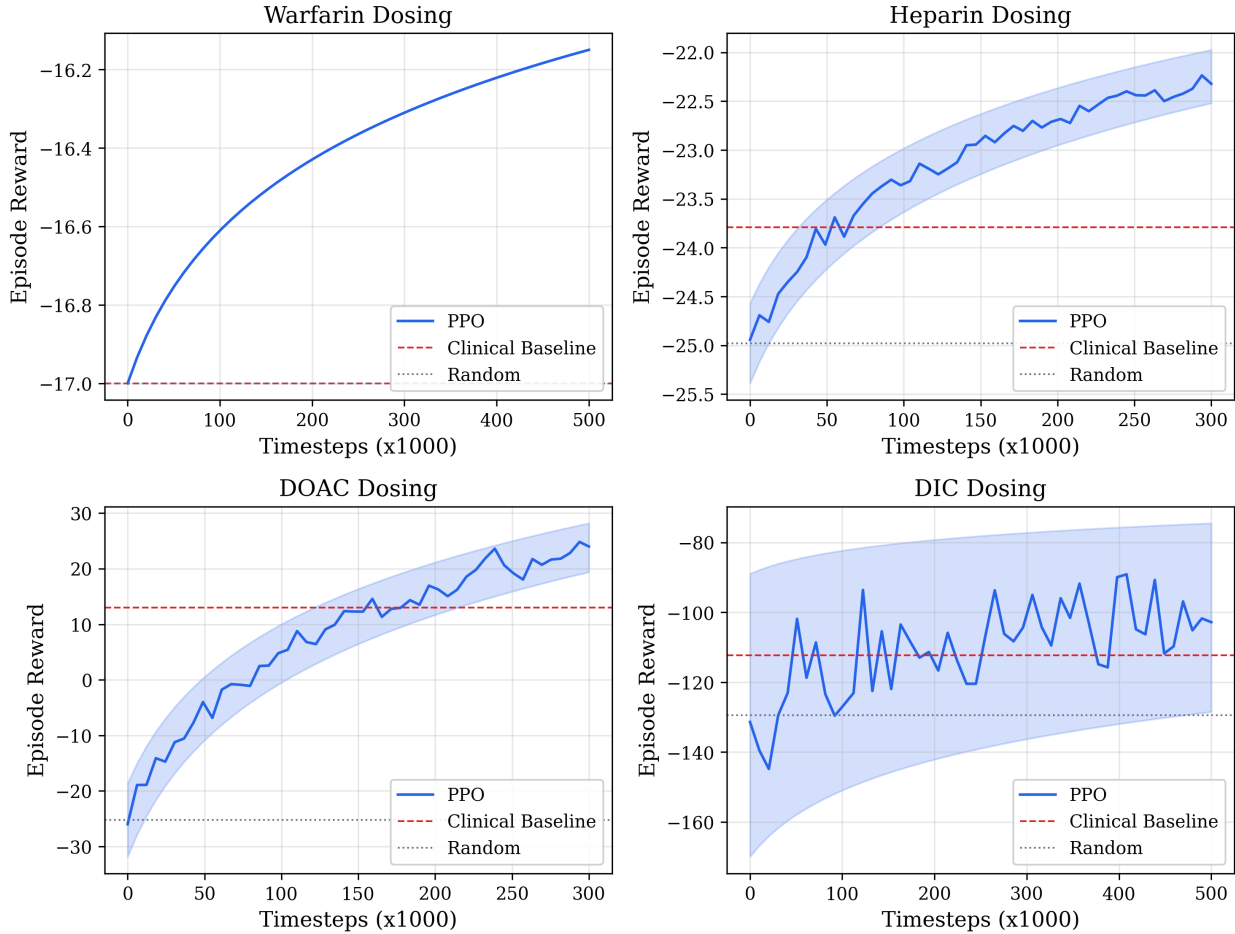 Warfarin Dosing
Episode Reward
−16.2
−16.4
−16.6
−16.8
−17.0
PPO
Clinical Baseline
Random
0 100 200 300 400 500
Timesteps (x1000)
Heparin Dosing
Episode Reward
−22.0
−22.5
−23.0
−23.5
−24.0
−24.5
−25.0
−25.5
PPO
Clinical Baseline
Random
0 50 100 150 200 250 300
Timesteps (x1000)
DOAC Dosing
Episode Reward
30
20
10
0
−10
−20
−30
PPO
Clinical Baseline
Random
0 50 100 150 200 250 300
Timesteps (x1000)
DIC Dosing
Episode Reward
−80
−100
−120
−140
−160
PPO
Clinical Baseline
Random
0 100 200 300 400 500
Timesteps (x1000)